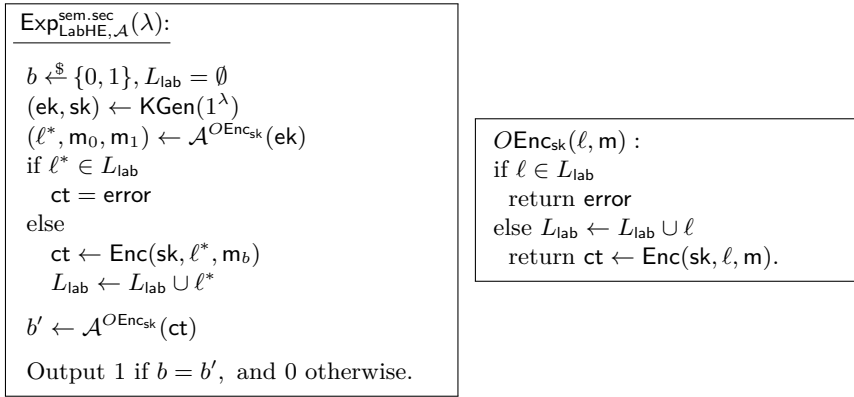 Exp^{sem.sec}_{LabHE,𝒜}(λ):
b ←$ {0, 1}, L_lab = ∅
(ek, sk) ← KGen(1^λ)
(ℓ*, m_0, m_1) ← 𝒜^{OEnc_sk}(ek)
if ℓ* ∈ L_lab
ct = error
else
ct ← Enc(sk, ℓ*, m_b)
L_lab ← L_lab ∪ ℓ*
b′ ← 𝒜^{OEnc_sk}(ct)
Output 1 if b = b′, and 0 otherwise.
OEnc_sk(ℓ, m) :
if ℓ ∈ L_lab
return error
else L_lab ← L_lab ∪ ℓ
return ct ← Enc(sk, ℓ, m).